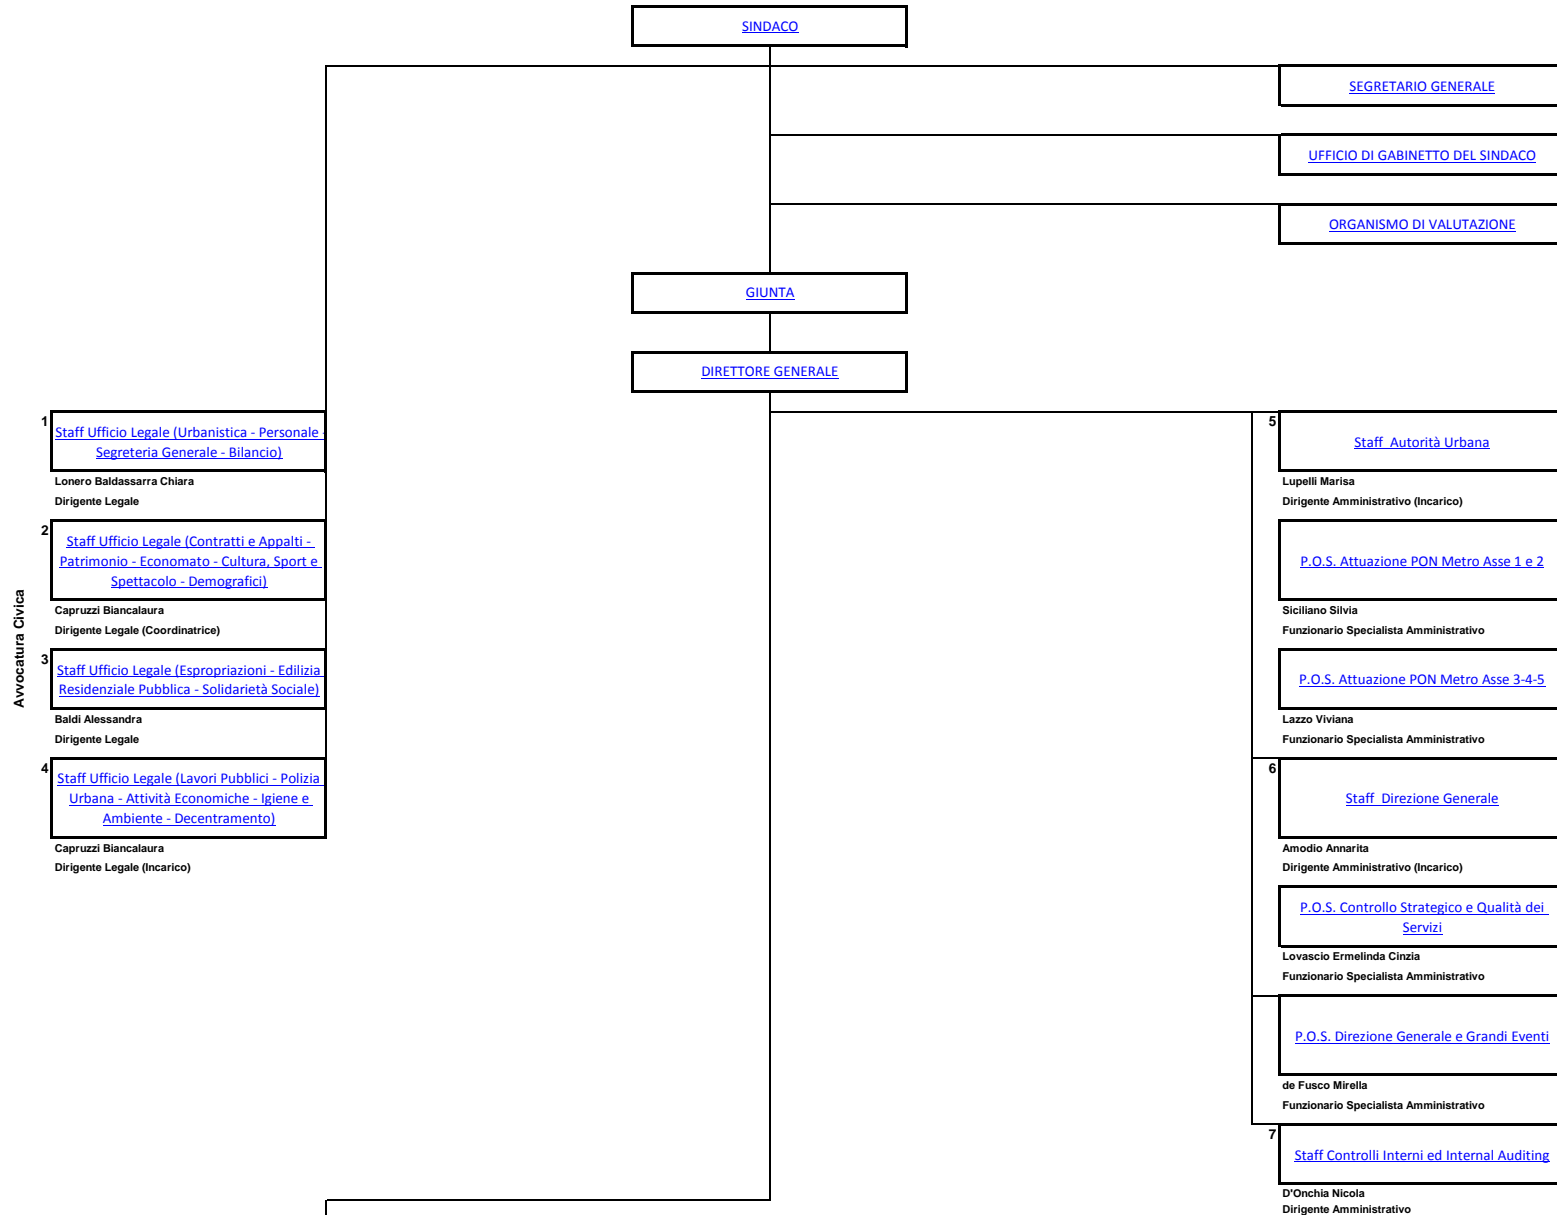 SINDACO
SEGRETARIO GENERALE
UFFICIO DI GABINETTO DEL SINDACO
ORGANISMO DI VALUTAZIONE
GIUNTA
DIRETTORE GENERALE
Avvocatura Civica
1
Staff Ufficio Legale (Urbanistica - Personale -
Segreteria Generale - Bilancio)
Lonero Baldassarra Chiara
Dirigente Legale
2
Staff Ufficio Legale (Contratti e Appalti -
Patrimonio - Economato - Cultura, Sport e
Spettacolo - Demografici)
Capruzzi Biancalaura
Dirigente Legale (Coordinatrice)
3
Staff Ufficio Legale (Espropriazioni - Edilizia
Residenziale Pubblica - Solidarietà Sociale)
Baldi Alessandra
Dirigente Legale
4
Staff Ufficio Legale (Lavori Pubblici - Polizia
Urbana - Attività Economiche - Igiene e
Ambiente - Decentramento)
Capruzzi Biancalaura
Dirigente Legale (Incarico)
5
Staff Autorità Urbana
Lupelli Marisa
Dirigente Amministrativo (Incarico)
P.O.S. Attuazione PON Metro Asse 1 e 2
Siciliano Silvia
Funzionario Specialista Amministrativo
P.O.S. Attuazione PON Metro Asse 3-4-5
Lazzo Viviana
Funzionario Specialista Amministrativo
6
Staff Direzione Generale
Amodio Annarita
Dirigente Amministrativo (Incarico)
P.O.S. Controllo Strategico e Qualità dei
Servizi
Lovascio Ermelinda Cinzia
Funzionario Specialista Amministrativo
P.O.S. Direzione Generale e Grandi Eventi
de Fusco Mirella
Funzionario Specialista Amministrativo
7
Staff Controlli Interni ed Internal Auditing
D'Onchia Nicola
Dirigente Amministrativo